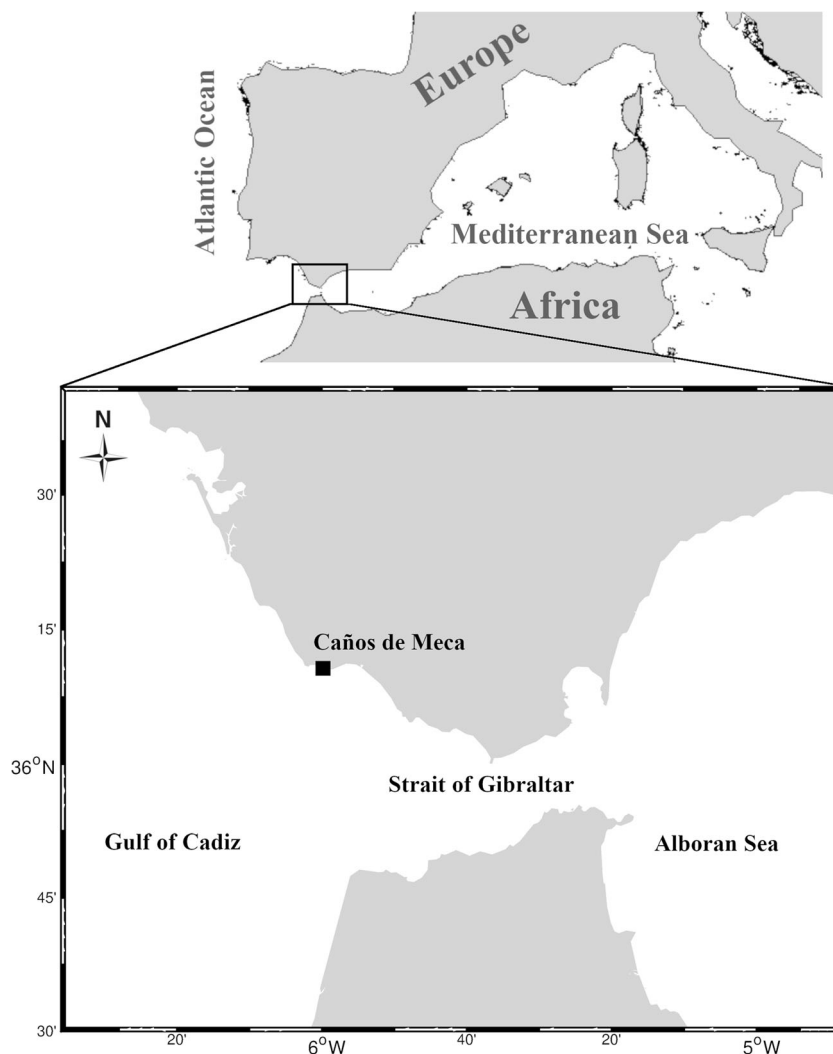 Europe
Atlantic Ocean
Mediterranean Sea
Africa
N
30'
15'
Caños de Meca
36°N
Strait of Gibraltar
Gulf of Cadiz
Alboran Sea
45'
30'
20'
6°W
40'
20'
5°W